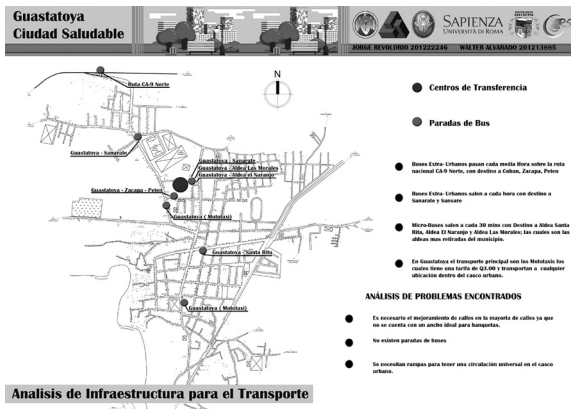 Guastatoya
Ciudad Saludable
SAPIENZA
UNIVERSITÀ DI ROMA
JORGE REVOLORIO 201222246 WALTER ALVARADO 201213885
N
Ruta CA-9 Norte
Guastatoya - Sanarate
Guastatoya - Sanarate
Guastatoya - Aldea Las Morales
Guastatoya - Aldea el Naranjo
Guastatoya - Zacapa - Peten
Guastatoya ( Mototaxi)
Guastatoya - Santa Rita
Guastatoya ( Mototaxi)
Centros de Transferencia
Paradas de Bus
Buses Extra- Urbanos pasan cada media Hora sobre la ruta
nacional CA-9 Norte, con destino a Coban, Zacapa, Peten
Buses Extra- Urbanos salen a cada hora con destino a
Sanarate y Sansare
Micro-Buses salen a cada 30 mins con Destino a Aldea Santa
Rita, Aldea El Naranjo y Aldea Las Morales; las cuales son las
aldeas mas retiradas del municipio.
En Guastatoya el transporte principal son los Mototaxis los
cuales tiene una tarifa de Q3.00 y transportan a cualquier
ubicación dentro del casco urbano.
ANÁLISIS DE PROBLEMAS ENCONTRADOS
Es necesario el mejoramiento de calles en la mayoria de calles ya que
no se cuenta con un ancho ideal para banquetas.
No existen paradas de buses
Se necesitan rampas para tener una circulación universal en el casco
urbano.
Analisis de Infraestructura para el Transporte